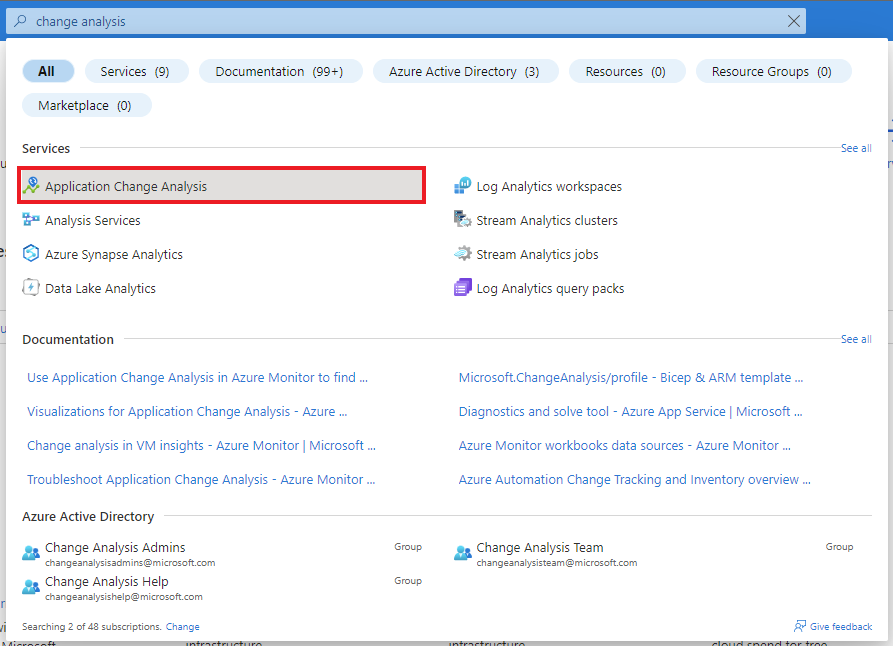 change analysis
All Services (9) Documentation (99+) Azure Active Directory (3) Resources (0) Resource Groups (0)
Marketplace (0)
Services See all
Application Change Analysis
Log Analytics workspaces
Analysis Services
Stream Analytics clusters
Azure Synapse Analytics
Stream Analytics jobs
Data Lake Analytics
Log Analytics query packs
Documentation See all
Use Application Change Analysis in Azure Monitor to find ...
Microsoft.ChangeAnalysis/profile - Bicep & ARM template ...
Visualizations for Application Change Analysis - Azure ...
Diagnostics and solve tool - Azure App Service | Microsoft ...
Change analysis in VM insights - Azure Monitor | Microsoft ...
Azure Monitor workbooks data sources - Azure Monitor ...
Troubleshoot Application Change Analysis - Azure Monitor ...
Azure Automation Change Tracking and Inventory overview ...
Azure Active Directory
Change Analysis Admins Group
changeanalysisadmins@microsoft.com
Change Analysis Team Group
changeanalysisteam@microsoft.com
Change Analysis Help Group
changeanalysishelp@microsoft.com
Searching 2 of 48 subscriptions. Change Give feedback